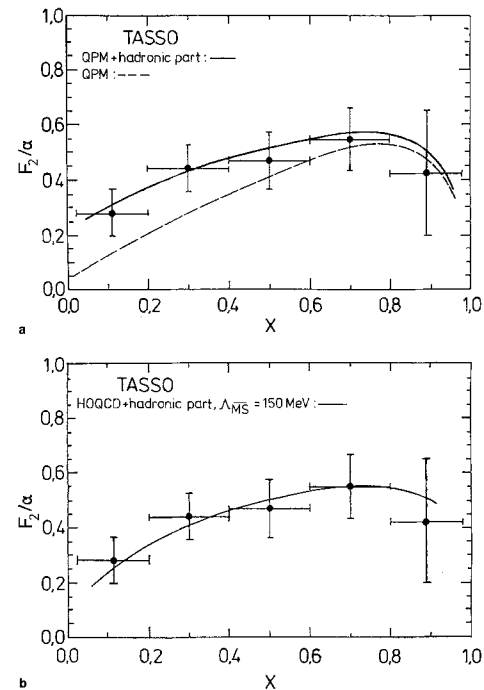 TASSO
QPM+hadronic part : —
QPM : ---
1,0
0,8
0,6
0,4
0,2
0,0
F₂/α
0,0 0,2 0,4 0,6 0,8 1,0
X
a
TASSO
HOQCD+hadronic part, Λ_MS̅ = 150 MeV : —
1,0
0,8
0,6
0,4
0,2
0,0
F₂/α
0,0 0,2 0,4 0,6 0,8 1,0
X
b